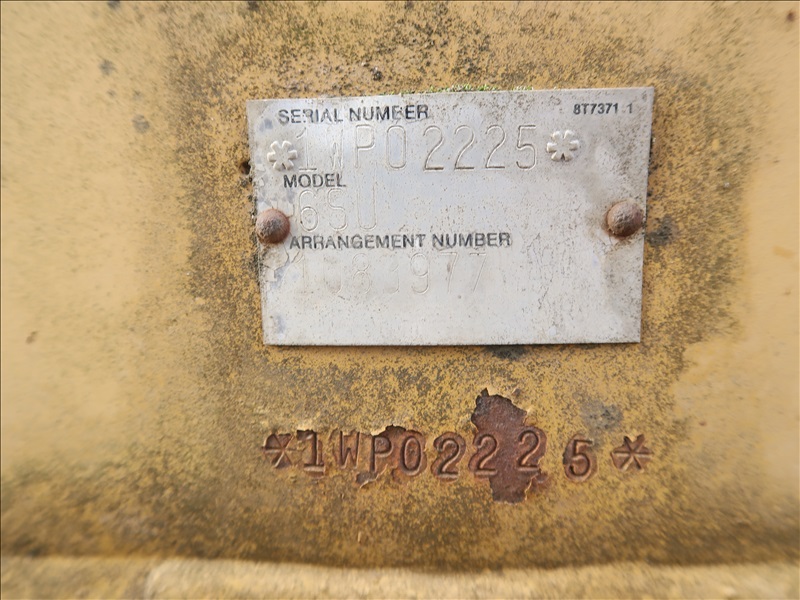 SERIAL NUMBER 8T7371 1
*1WP02225*
MODEL
6SU
ARRANGEMENT NUMBER
*1WP02225*